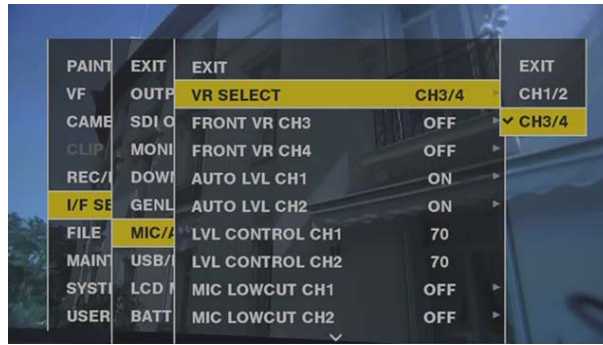 PAINT
VF
CAME
CLIP
REC/
I/F SE
FILE
MAINT
SYST
USER
EXIT
OUTP
SDI O
MONI
DOWN
GENL
MIC/A
USB/
LCD
BATT
EXIT
VR SELECT CH3/4
FRONT VR CH3 OFF
FRONT VR CH4 OFF
AUTO LVL CH1 ON
AUTO LVL CH2 ON
LVL CONTROL CH1 70
LVL CONTROL CH2 70
MIC LOWCUT CH1 OFF
MIC LOWCUT CH2 OFF
EXIT
CH1/2
✓ CH3/4